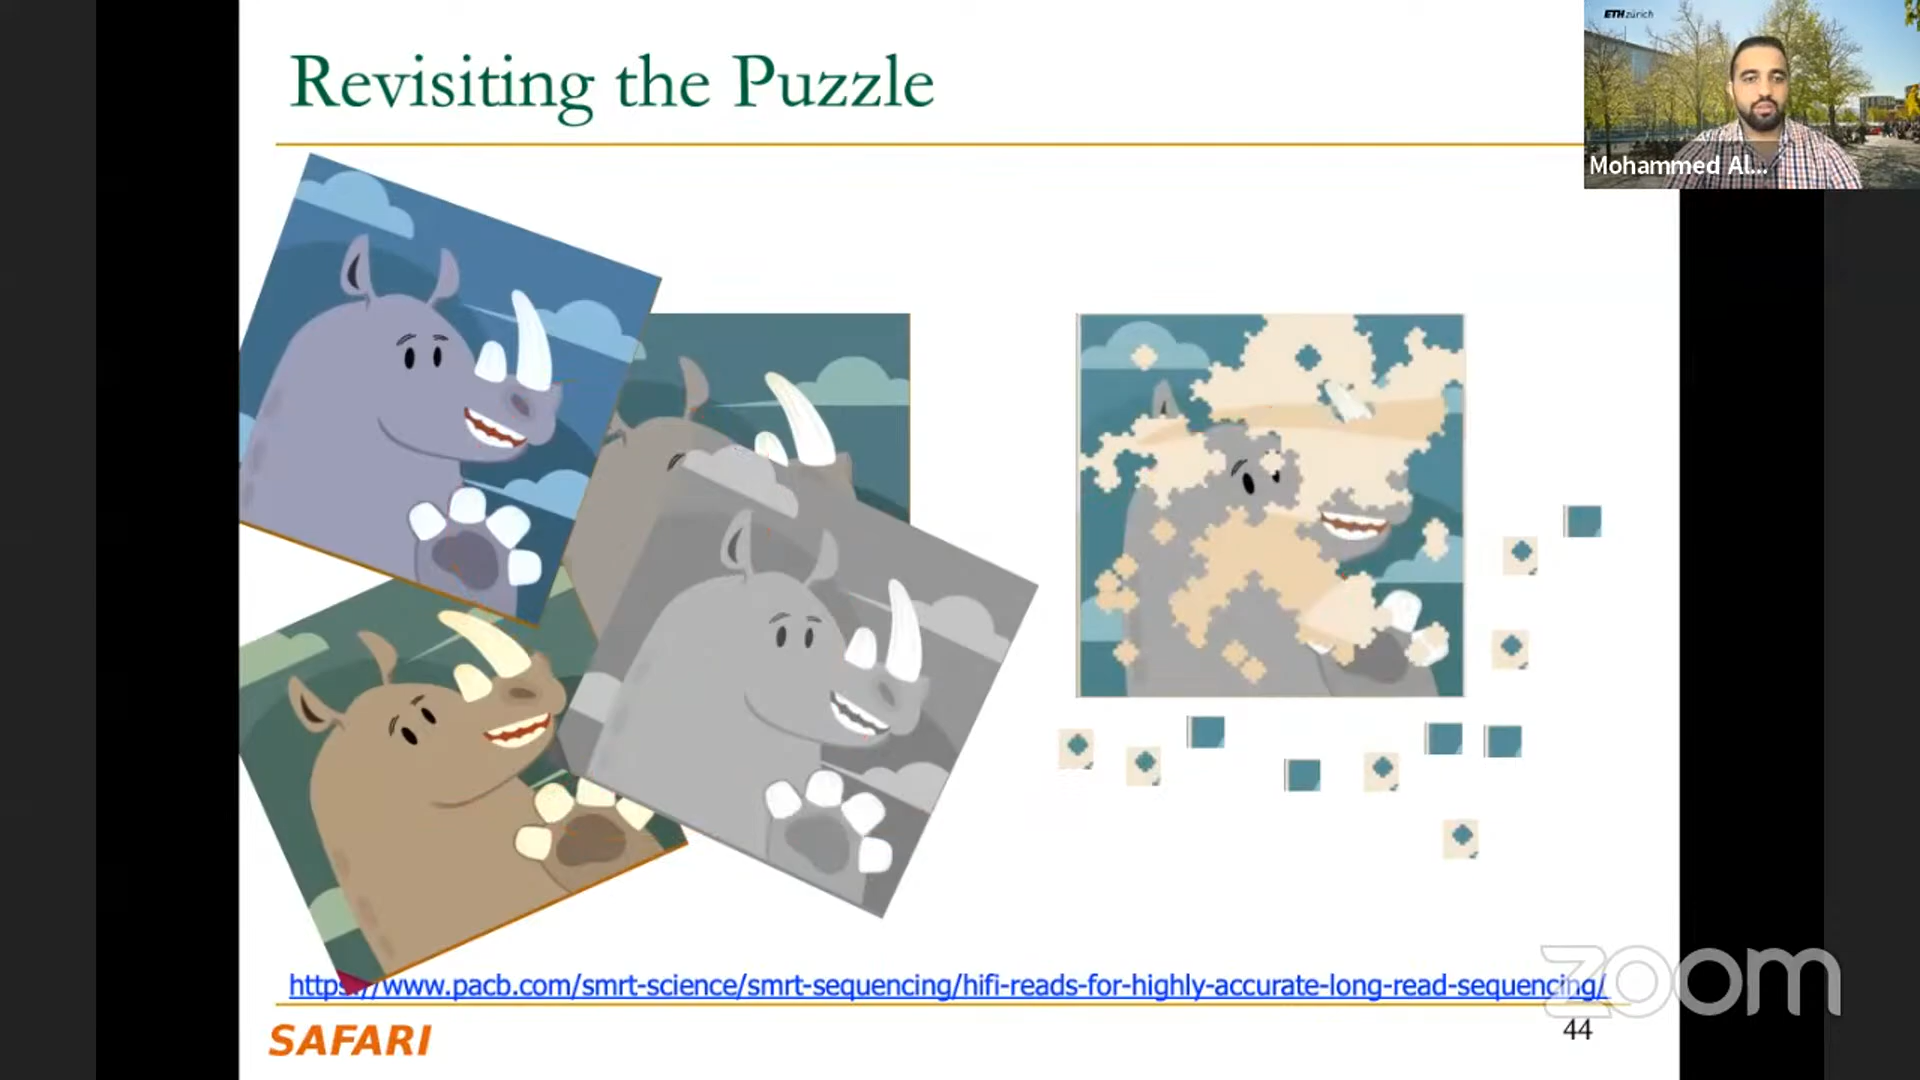 Revisiting the Puzzle
ETH zürich
Mohammed Al...
https://www.pacb.com/smrt-science/smrt-sequencing/hifi-reads-for-highly-accurate-long-read-sequencing/
zoom
SAFARI
44